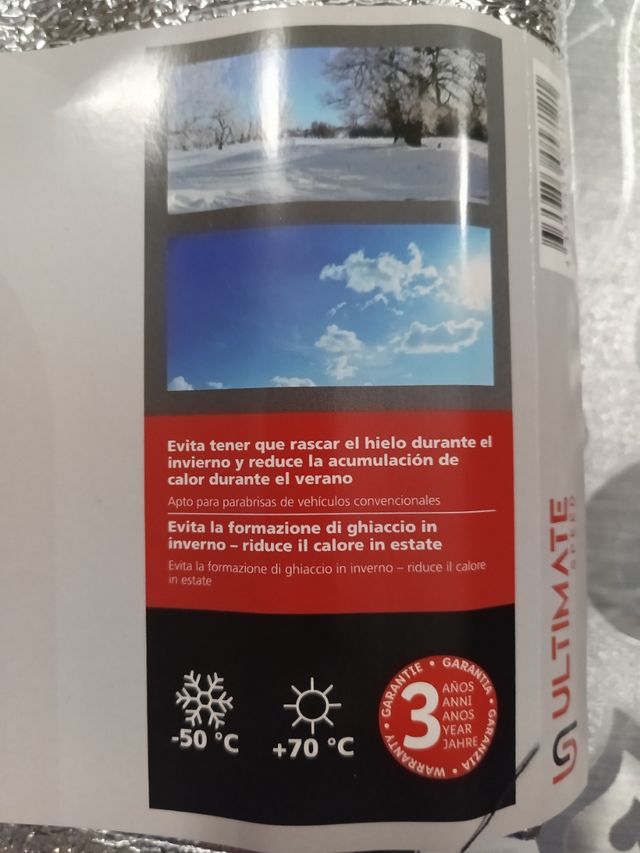 Evita tener que rascar el hielo durante el
invierno y reduce la acumulación de
calor durante el verano
Apto para parabrisas de vehículos convencionales
Evita la formazione di ghiaccio in
inverno – riduce il calore in estate
Evita la formazione di ghiaccio in inverno – riduce il calore
in estate
-50 °C
+70 °C
GARANTIE • GARANTIA • GARANZIA • WARRANTY •
3
AÑOS
ANNI
ANOS
YEAR
JAHRE
ULTIMATE
SPEED